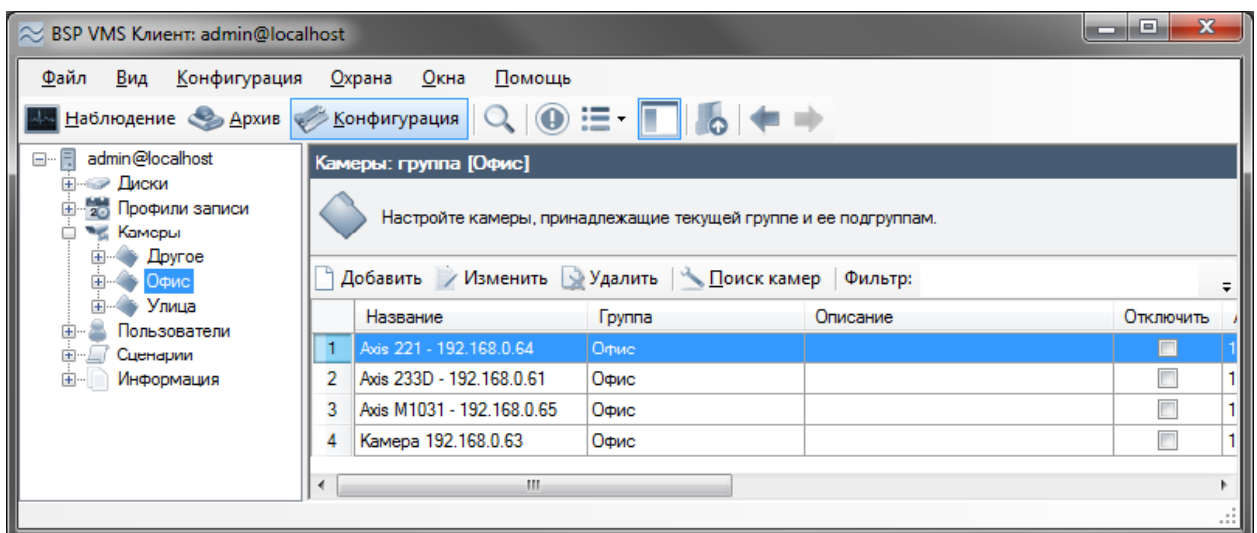 BSP VMS Клиент: admin@localhost
Файл Вид Конфигурация Охрана Окна Помощь
Наблюдение Архив Конфигурация
admin@localhost
Диски
Профили записи
Камеры
Другое
Офис
Улица
Пользователи
Сценарии
Информация
Камеры: группа [Офис]
Настройте камеры, принадлежащие текущей группе и ее подгруппам.
Добавить Изменить Удалить Поиск камер Фильтр:
Название Группа Описание Отключить
1 Axis 221 - 192.168.0.64 Офис 1
2 Axis 233D - 192.168.0.61 Офис 1
3 Axis M1031 - 192.168.0.65 Офис 1
4 Камера 192.168.0.63 Офис 1